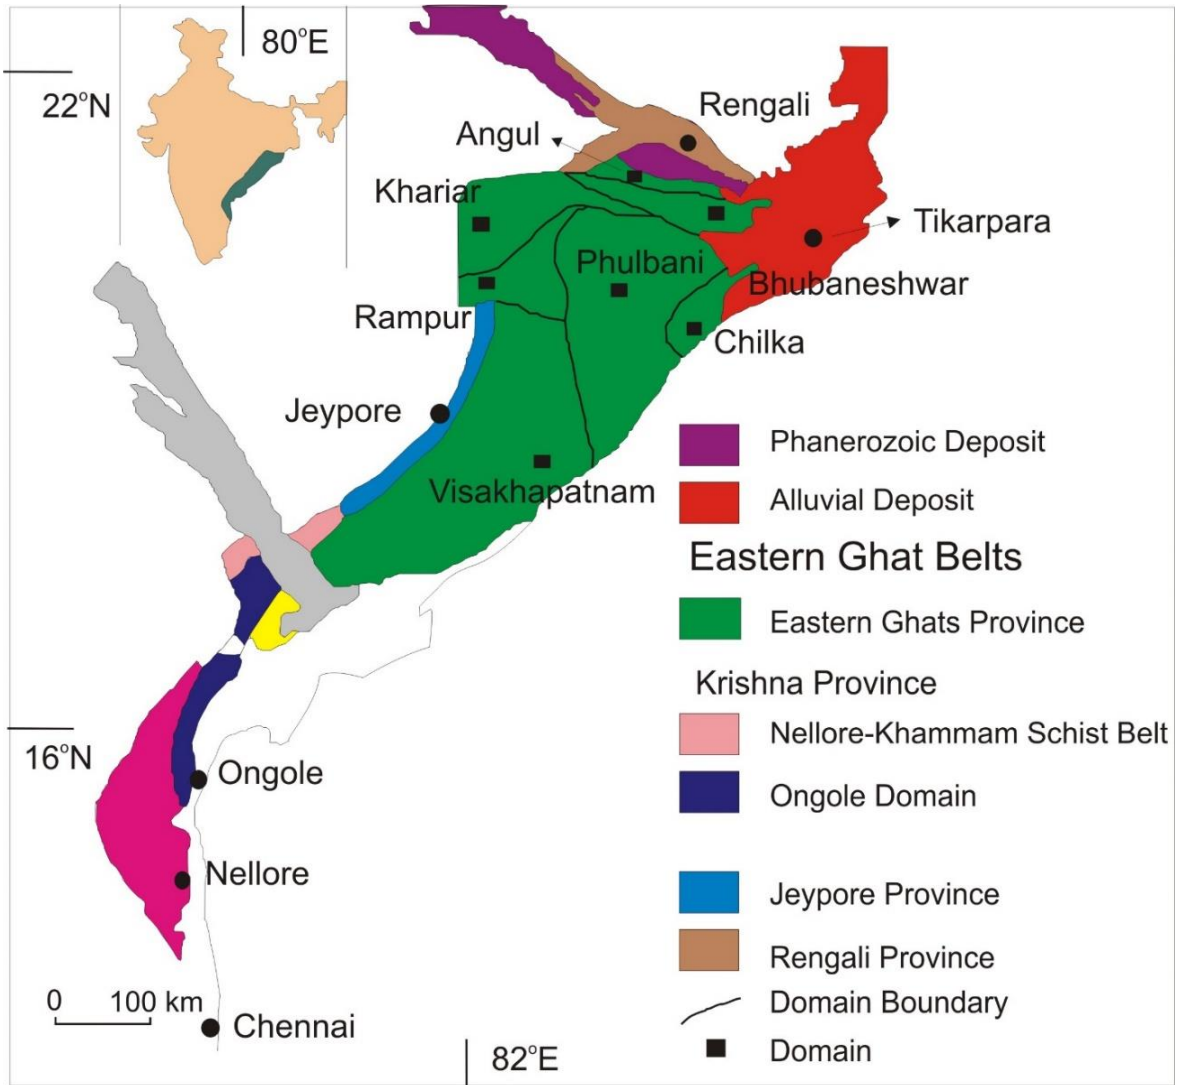 80°E
22°N
Rengali
Angul
Khariar
Tikarpara
Phulbani
Bhubaneshwar
Rampur
Chilka
Jeypore
Visakhapatnam
Phanerozoic Deposit
Alluvial Deposit
Eastern Ghat Belts
Eastern Ghats Province
Krishna Province
Nellore-Khammam Schist Belt
16°N
Ongole
Ongole Domain
Nellore
Jeypore Province
Rengali Province
0 100 km
Domain Boundary
Chennai
82°E
Domain